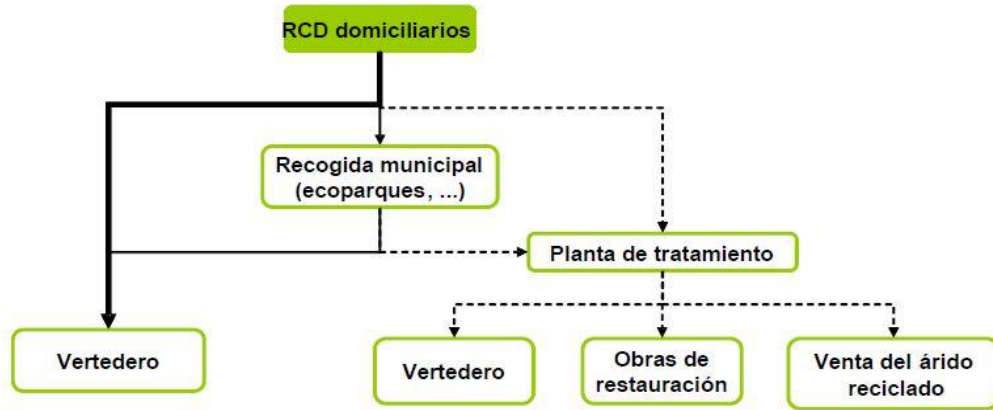 RCD domiciliarios
Recogida municipal
(ecoparques, ...)
Planta de tratamiento
Vertedero
Vertedero
Obras de
restauración
Venta del árido
reciclado